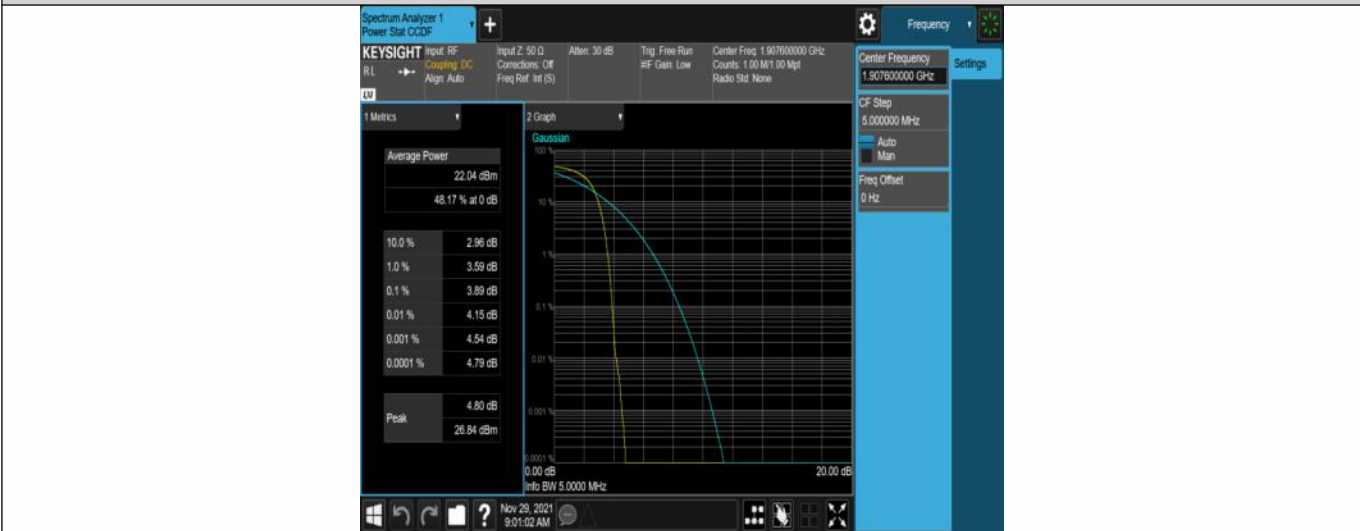 Spectrum Analyzer 1
Power Stat CCDF
+
Frequency
KEYSIGHT
RL
Input: RF
Coupling: DC
Align: Auto
Input Z: 50 Ω
Corrections: Off
Freq Ref: Int (S)
Atten: 30 dB
Trig: Free Run
#IF Gain: Low
Center Freq: 1.907600000 GHz
Counts: 1.00 M/1.00 Mpt
Radio Std: None
Center Frequency
1.907600000 GHz
Settings
CF Step
5.000000 MHz
Auto
Man
Freq Offset
0 Hz
1 Metrics
Average Power
22.04 dBm
48.17 % at 0 dB
10.0 % 2.96 dB
1.0 % 3.59 dB
0.1 % 3.89 dB
0.01 % 4.15 dB
0.001 % 4.54 dB
0.0001 % 4.79 dB
Peak
4.80 dB
26.84 dBm
2 Graph
Gaussian
100 %
10 %
1 %
0.1 %
0.01 %
0.001 %
0.0001 %
0.00 dB 20.00 dB
Info BW 5.0000 MHz
?
Nov 29, 2021
9:01:02 AM